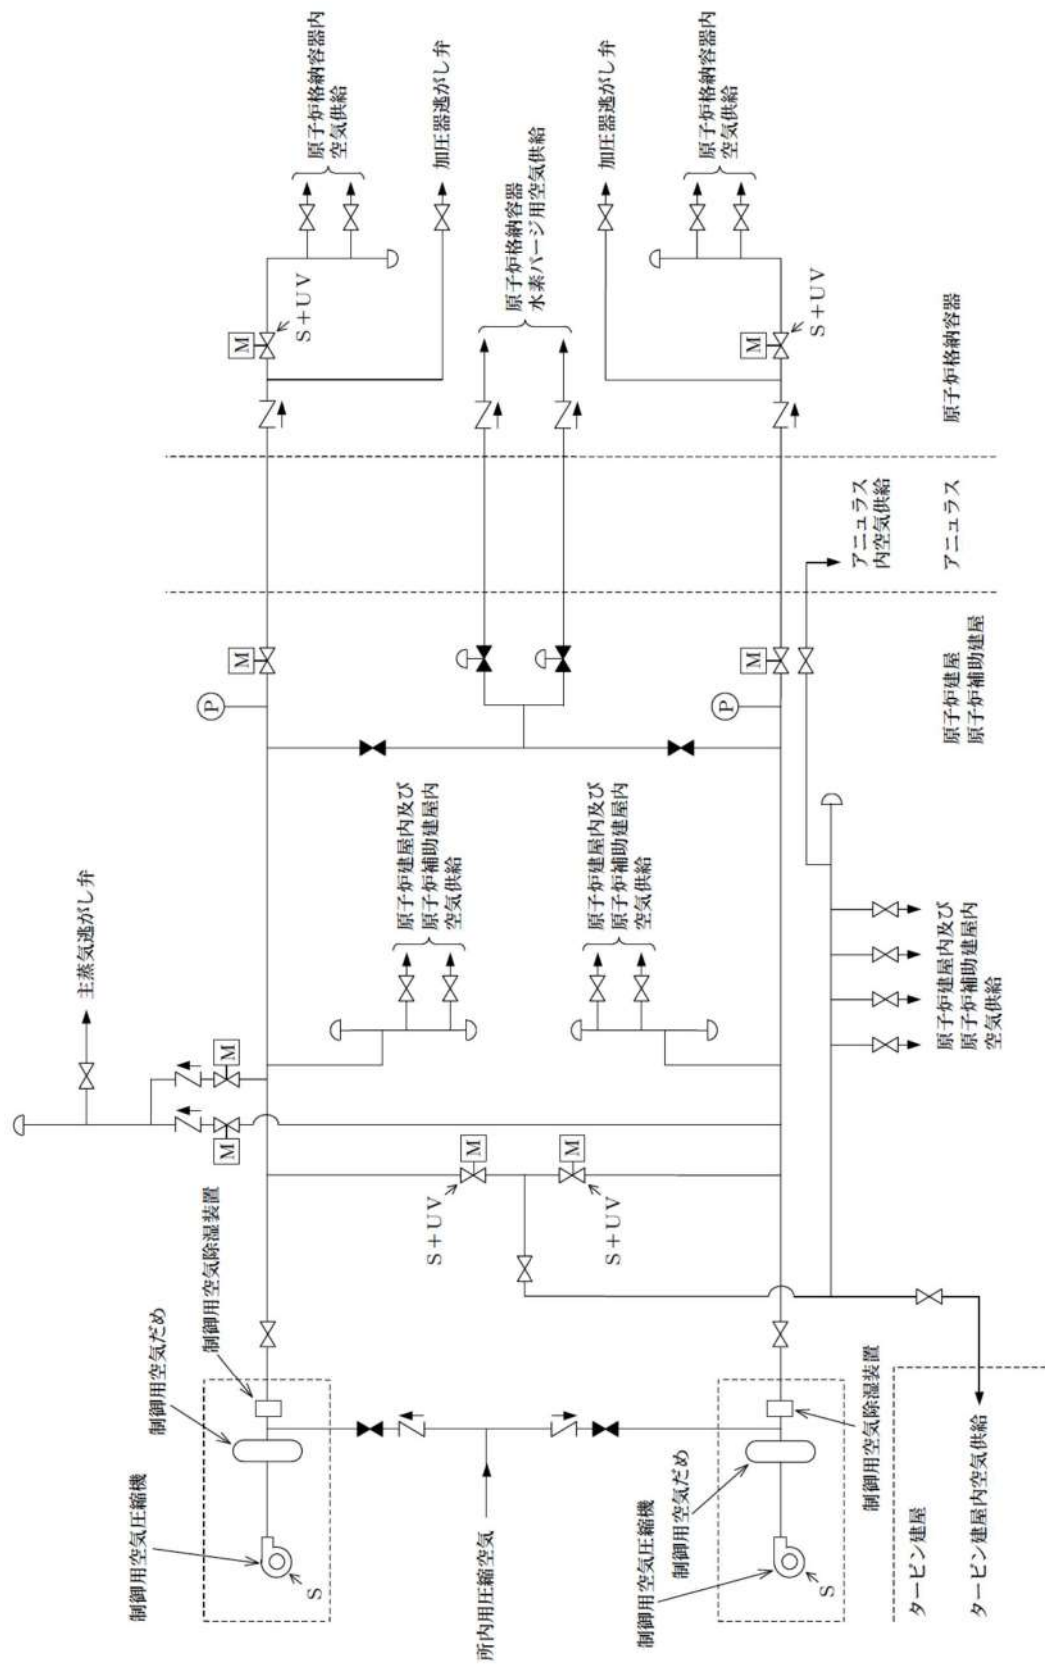 制御用空気圧縮機
制御用空気だめ
制御用空気除湿装置
S
主蒸気逃がし弁
M
M
S+UV
M
S+UV
M
原子炉建屋内及び
原子炉補助建屋内
空気供給
原子炉建屋内及び
原子炉補助建屋内
空気供給
P
M
M
S+UV
原子炉格納容器内
空気供給
加圧器逃がし弁
原子炉格納容器
水素パージ用空気供給
加圧器逃がし弁
原子炉格納容器内
空気供給
P
M
M
S+UV
所内用圧縮空気
制御用空気圧縮機
制御用空気だめ
制御用空気除湿装置
S
アニュラス
内空気供給
原子炉建屋内及び
原子炉補助建屋内
空気供給
タービン建屋
タービン建屋内空気供給
原子炉建屋
原子炉補助建屋
アニュラス
原子炉格納容器